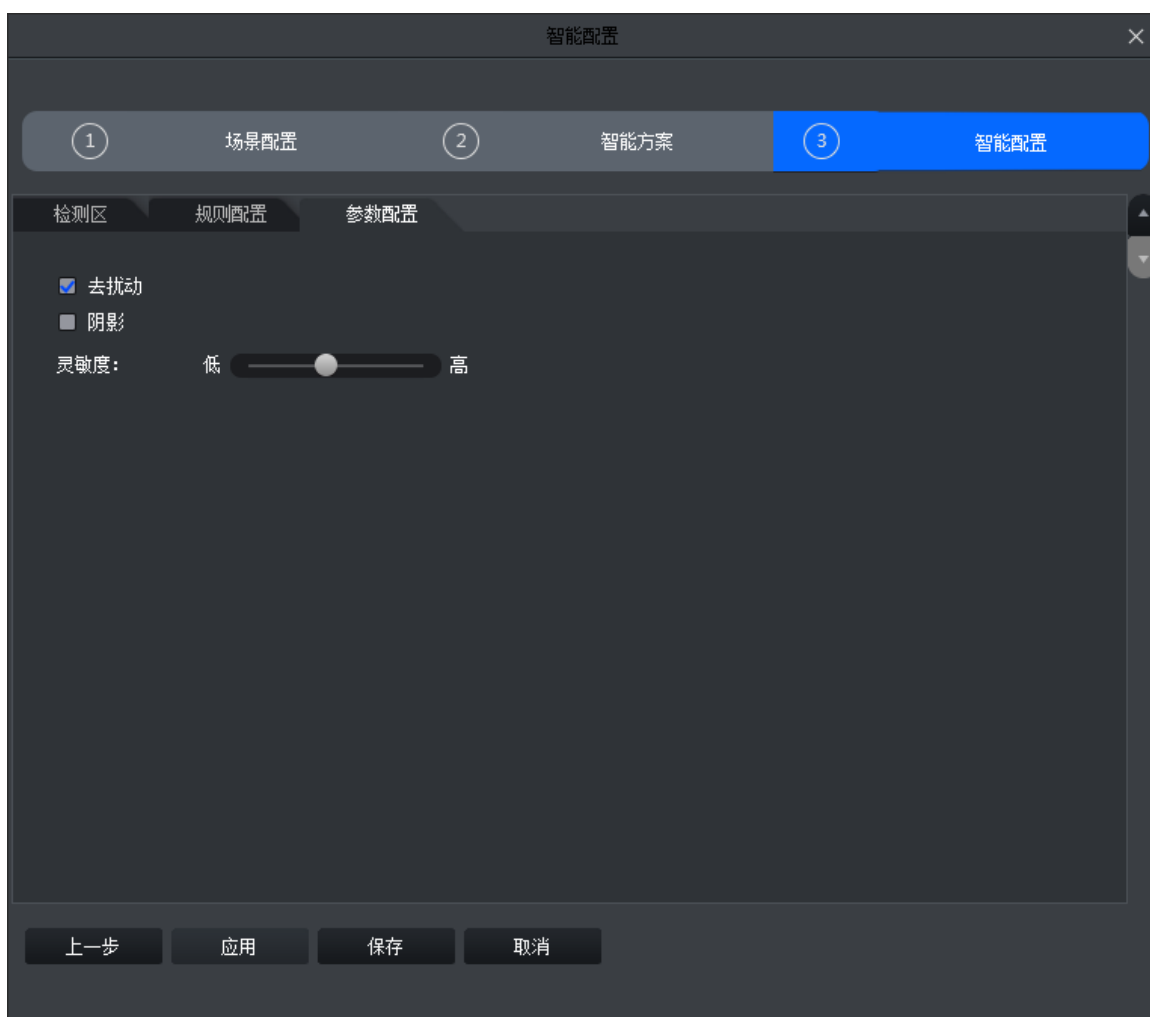 智能配置
1 场景配置 2 智能方案 3 智能配置
检测区 规则配置 参数配置
去扰动
阴影
灵敏度： 低 高
上一步 应用 保存 取消